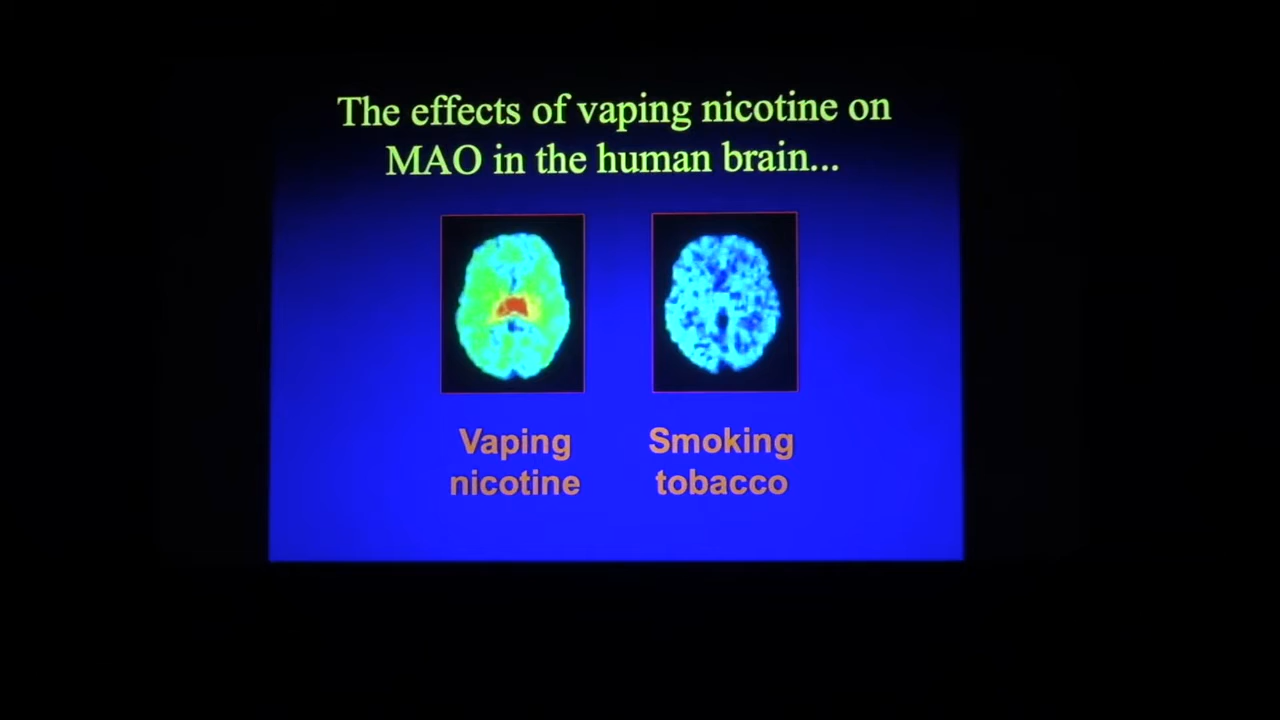 The effects of vaping nicotine on
MAO in the human brain...
Vaping
nicotine
Smoking
tobacco